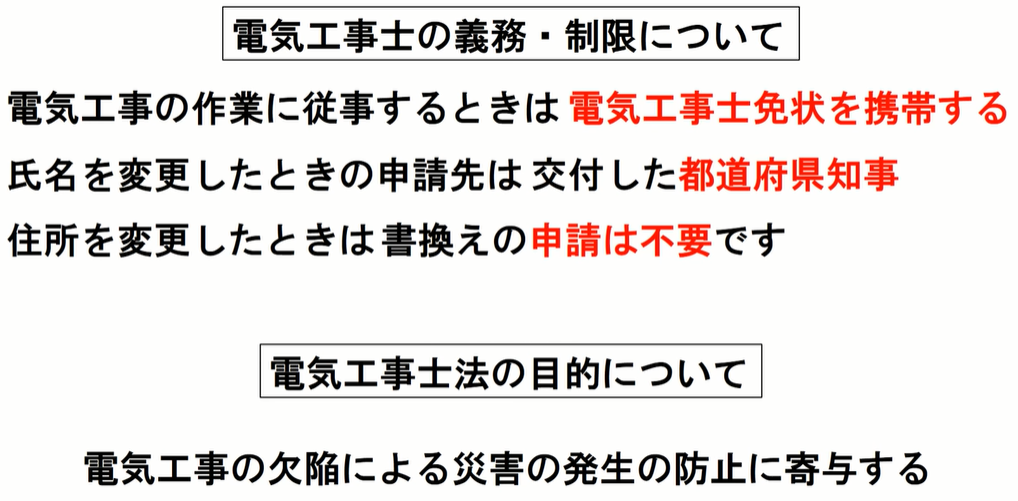 電気工事士の義務・制限について
電気工事の作業に従事するときは 電気工事士免状を携帯する
氏名を変更したときの申請先は 交付した都道府県知事
住所を変更したときは 書換えの申請は不要です
電気工事士法の目的について
電気工事の欠陥による災害の発生の防止に寄与する